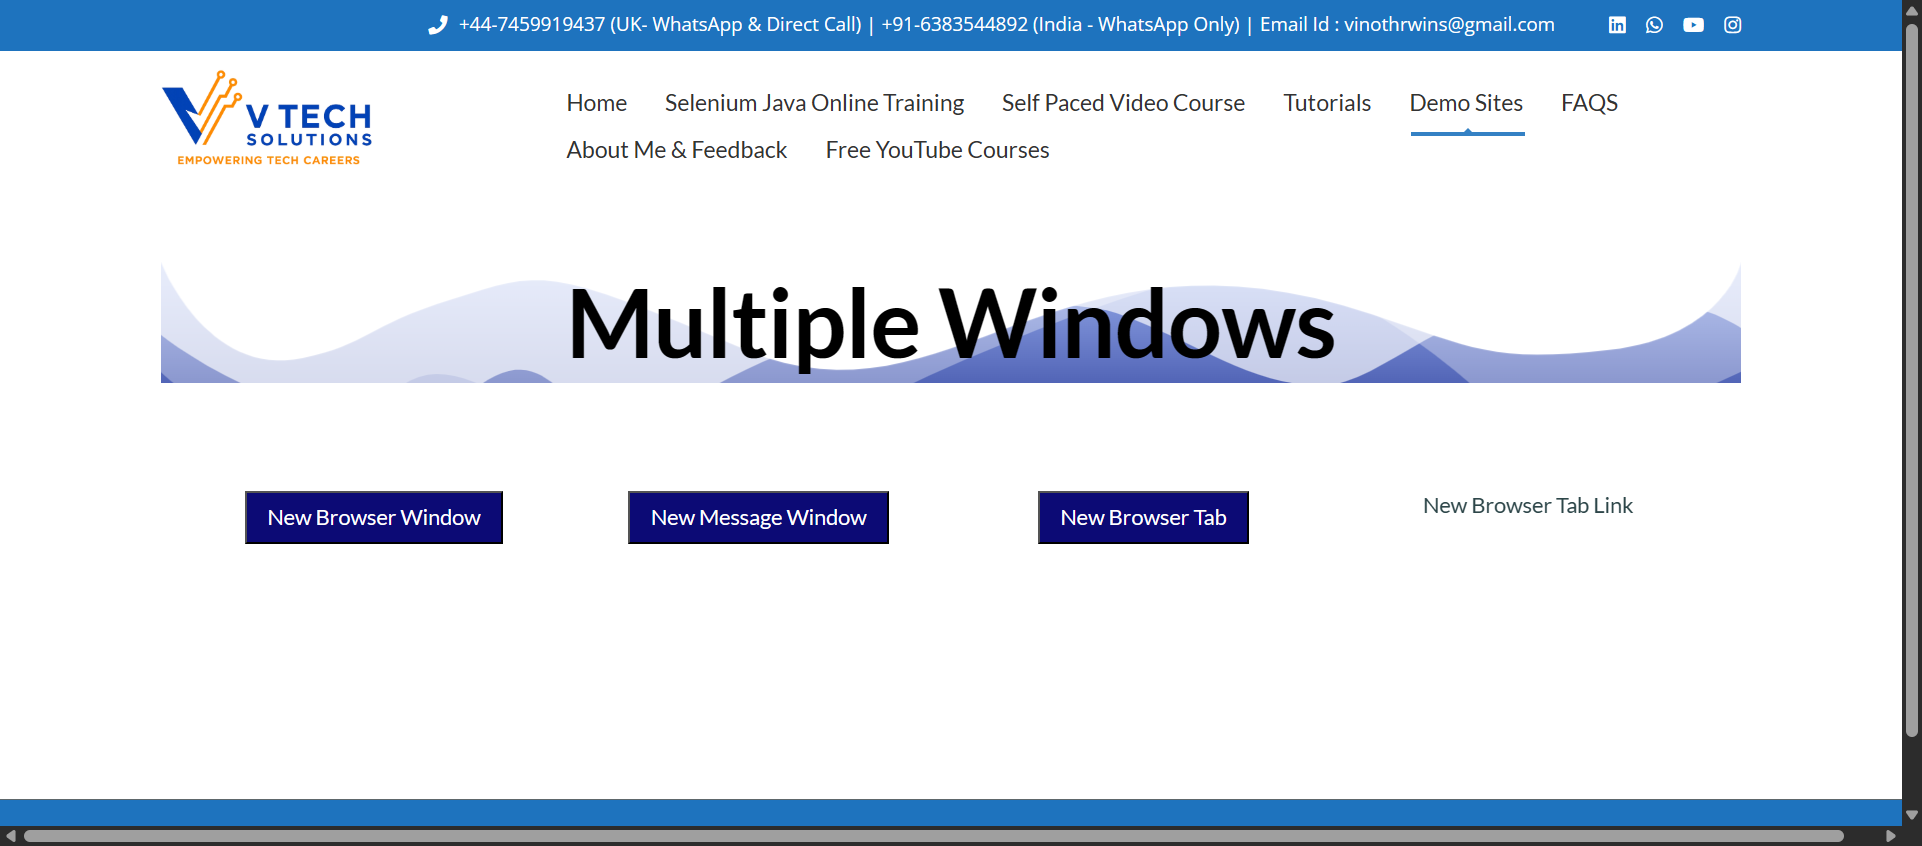 +44-7459919437 (UK- WhatsApp & Direct Call) | +91-6383544892 (India - WhatsApp Only) | Email Id : vinothrwins@gmail.com
V TECH
SOLUTIONS
EMPOWERING TECH CAREERS
Home Selenium Java Online Training Self Paced Video Course Tutorials Demo Sites FAQS
About Me & Feedback Free YouTube Courses
Multiple Windows
New Browser Window New Message Window New Browser Tab New Browser Tab Link